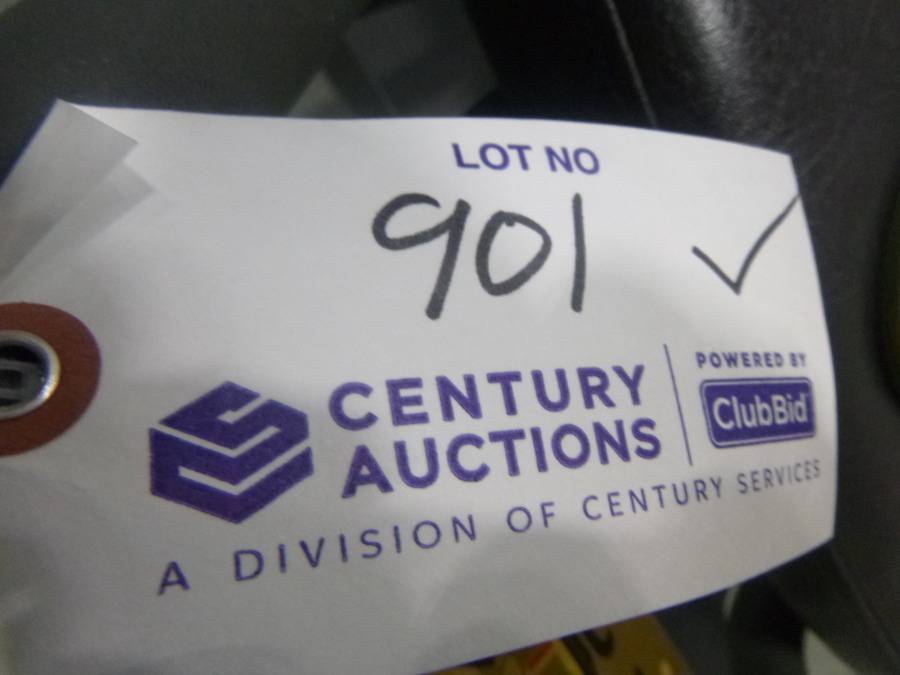 LOT NO
901 ✓
CENTURY
AUCTIONS
POWERED BY
ClubBid
A DIVISION OF CENTURY SERVICES